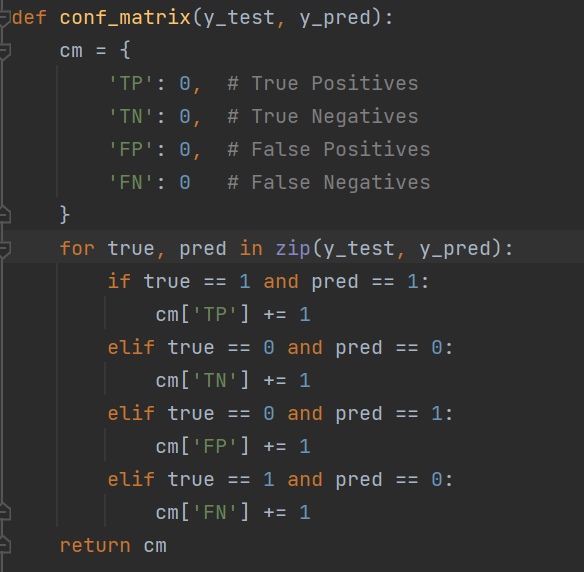 def conf_matrix(y_test, y_pred):
    cm = {
        'TP': 0,  # True Positives
        'TN': 0,  # True Negatives
        'FP': 0,  # False Positives
        'FN': 0   # False Negatives
    }
    for true, pred in zip(y_test, y_pred):
        if true == 1 and pred == 1:
            cm['TP'] += 1
        elif true == 0 and pred == 0:
            cm['TN'] += 1
        elif true == 0 and pred == 1:
            cm['FP'] += 1
        elif true == 1 and pred == 0:
            cm['FN'] += 1
    return cm